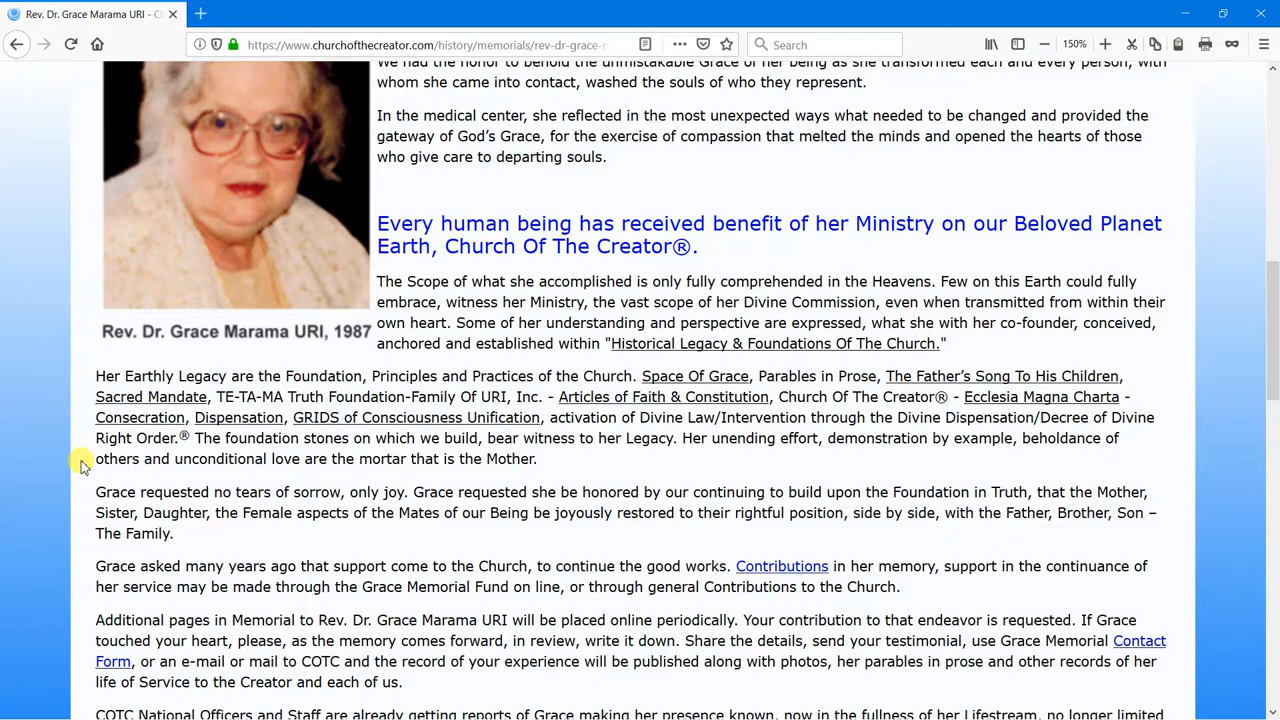 Rev. Dr. Grace Marama URI - C
https://www.churchofthecreator.com/history/memorials/rev-dr-grace-
Search
150%
We had the honor to behold the unmistakable Grace of her being as she transformed each and every person, with
whom she came into contact, washed the souls of who they represent.
In the medical center, she reflected in the most unexpected ways what needed to be changed and provided the
gateway of God's Grace, for the exercise of compassion that melted the minds and opened the hearts of those
who give care to departing souls.
Every human being has received benefit of her Ministry on our Beloved Planet
Earth, Church Of The Creator®.
The Scope of what she accomplished is only fully comprehended in the Heavens. Few on this Earth could fully
embrace, witness her Ministry, the vast scope of her Divine Commission, even when transmitted from within their
own heart. Some of her understanding and perspective are expressed, what she with her co-founder, conceived,
anchored and established within "Historical Legacy & Foundations Of The Church."
Rev. Dr. Grace Marama URI, 1987
Her Earthly Legacy are the Foundation, Principles and Practices of the Church. Space Of Grace, Parables in Prose, The Father's Song To His Children,
Sacred Mandate, TE-TA-MA Truth Foundation-Family Of URI, Inc. - Articles of Faith & Constitution, Church Of The Creator® - Ecclesia Magna Charta -
Consecration, Dispensation, GRIDS of Consciousness Unification, activation of Divine Law/Intervention through the Divine Dispensation/Decree of Divine
Right Order.® The foundation stones on which we build, bear witness to her Legacy. Her unending effort, demonstration by example, beholdance of
others and unconditional love are the mortar that is the Mother.
Grace requested no tears of sorrow, only joy. Grace requested she be honored by our continuing to build upon the Foundation in Truth, that the Mother,
Sister, Daughter, the Female aspects of the Mates of our Being be joyously restored to their rightful position, side by side, with the Father, Brother, Son –
The Family.
Grace asked many years ago that support come to the Church, to continue the good works. Contributions in her memory, support in the continuance of
her service may be made through the Grace Memorial Fund on line, or through general Contributions to the Church.
Additional pages in Memorial to Rev. Dr. Grace Marama URI will be placed online periodically. Your contribution to that endeavor is requested. If Grace
touched your heart, please, as the memory comes forward, in review, write it down. Share the details, send your testimonial, use Grace Memorial Contact
Form, or an e-mail or mail to COTC and the record of your experience will be published along with photos, her parables in prose and other records of her
life of Service to the Creator and each of us.
COTC National Officers and Staff are already getting reports of Grace making her presence known, now in the fullness of her Lifestream, no longer limited